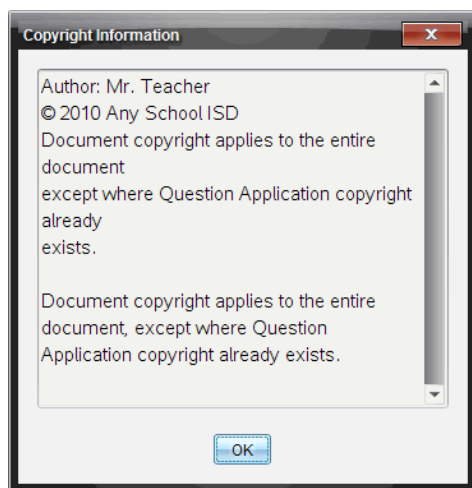 Copyright Information
Author: Mr. Teacher
© 2010 Any School ISD
Document copyright applies to the entire
document
except where Question Application copyright
already
exists.
Document copyright applies to the entire
document, except where Question
Application copyright already exists.
OK